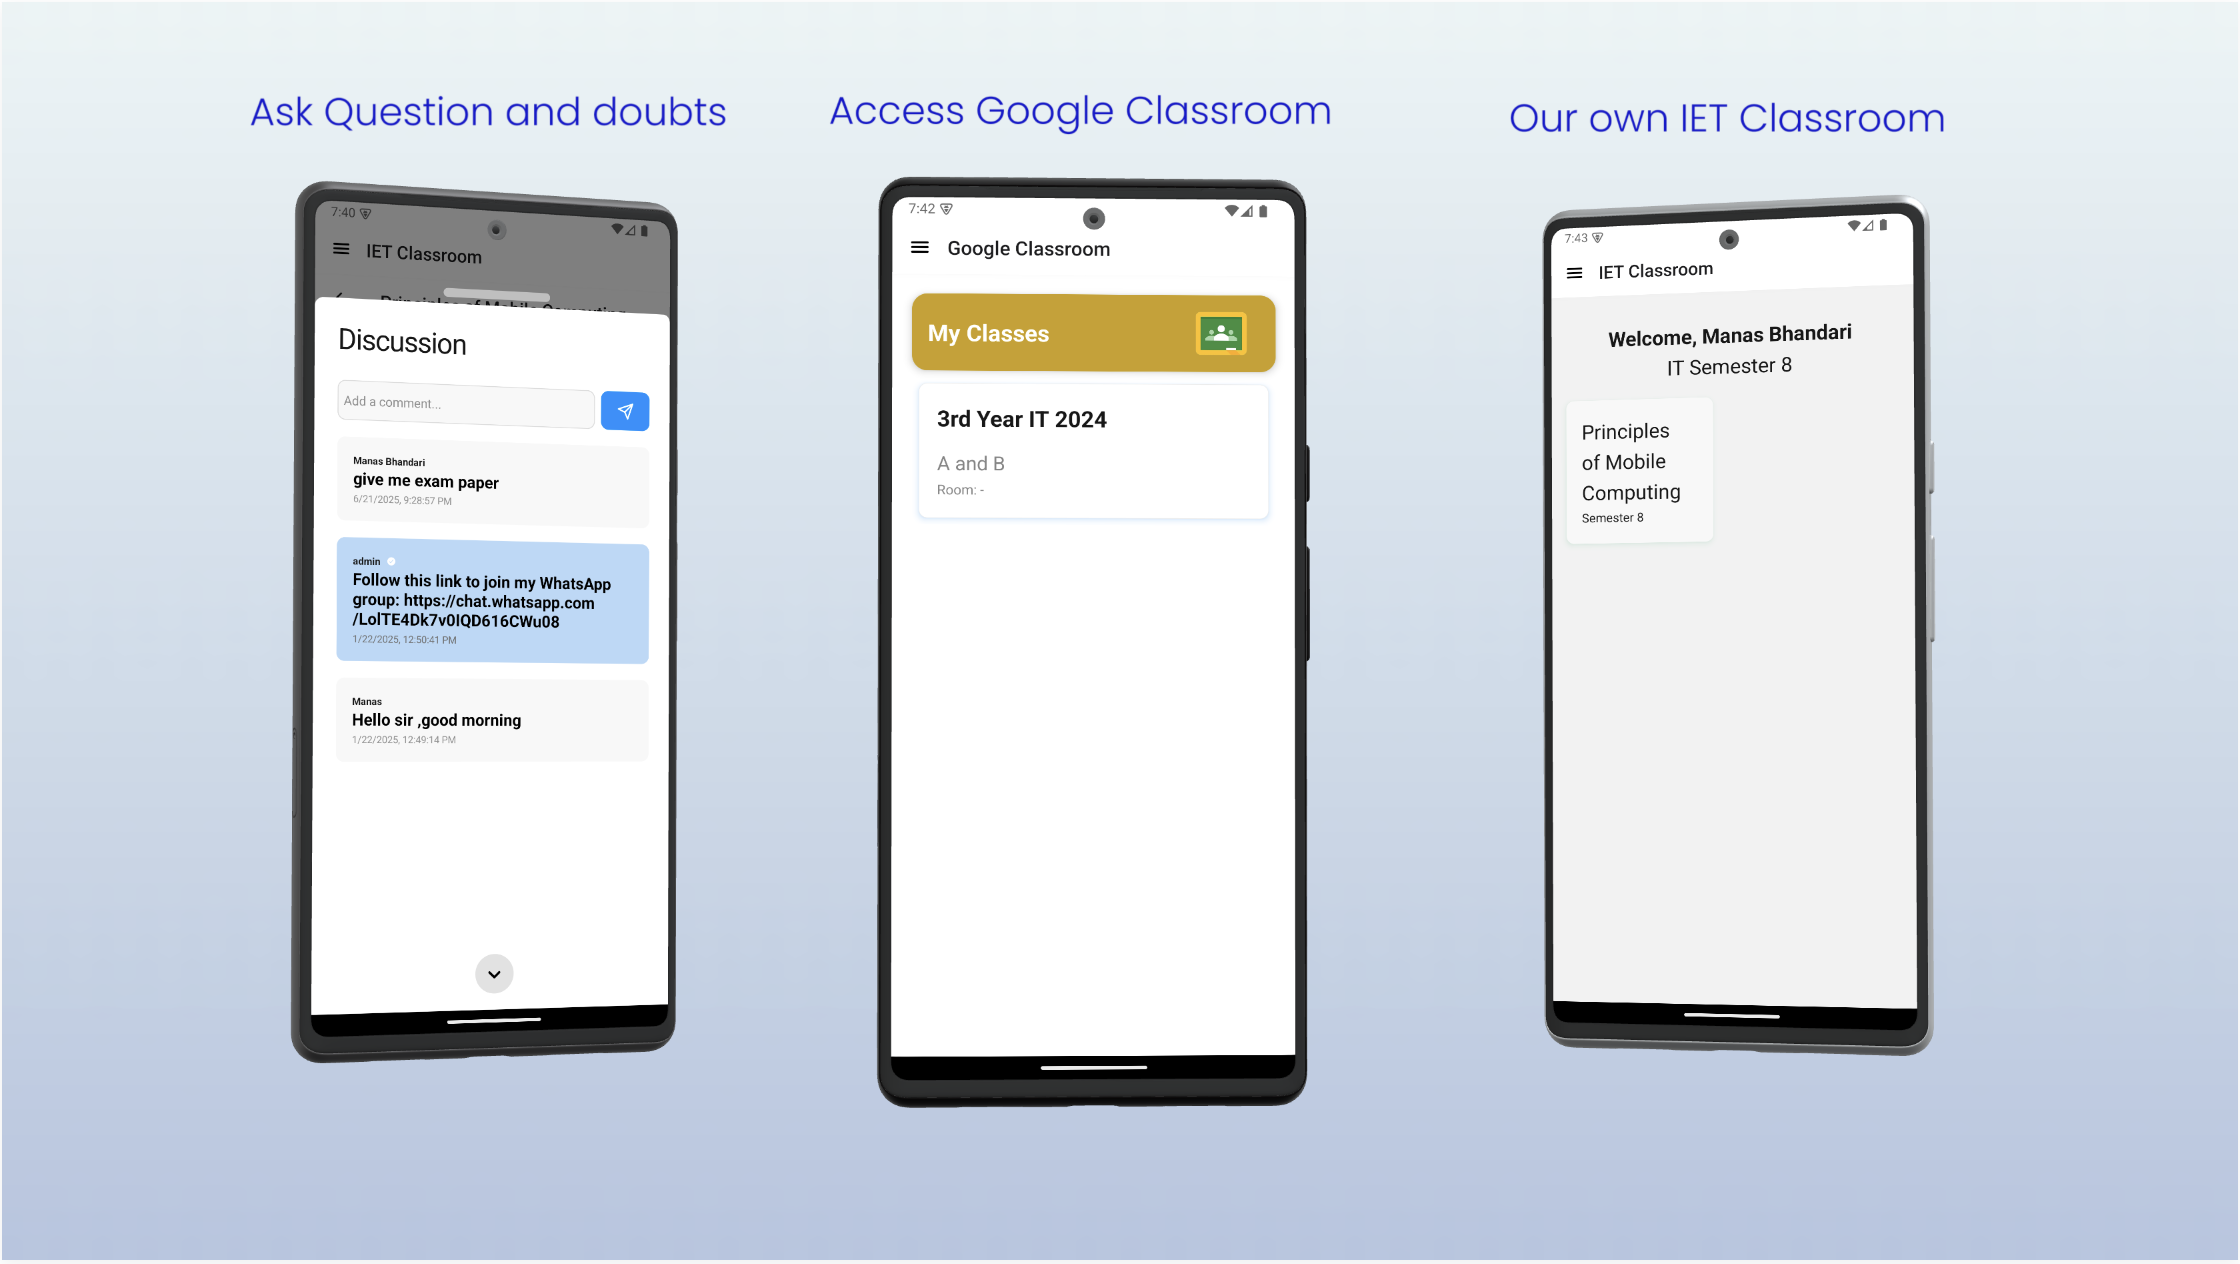 Ask Question and doubts
7:40
IET Classroom
Principles of Mobile Computing
Discussion
Add a comment...
Manas Bhandari
give me exam paper
6/21/2025, 9:28:57 PM
admin
Follow this link to join my WhatsApp
group: https://chat.whatsapp.com
/LolTE4Dk7v0IQD616CWu08
1/22/2025, 12:50:41 PM
Manas
Hello sir ,good morning
1/22/2025, 12:49:14 PM
Access Google Classroom
7:42
Google Classroom
My Classes
3rd Year IT 2024
A and B
Room: -
Our own IET Classroom
7:43
IET Classroom
Welcome, Manas Bhandari
IT Semester 8
Principles
of Mobile
Computing
Semester 8